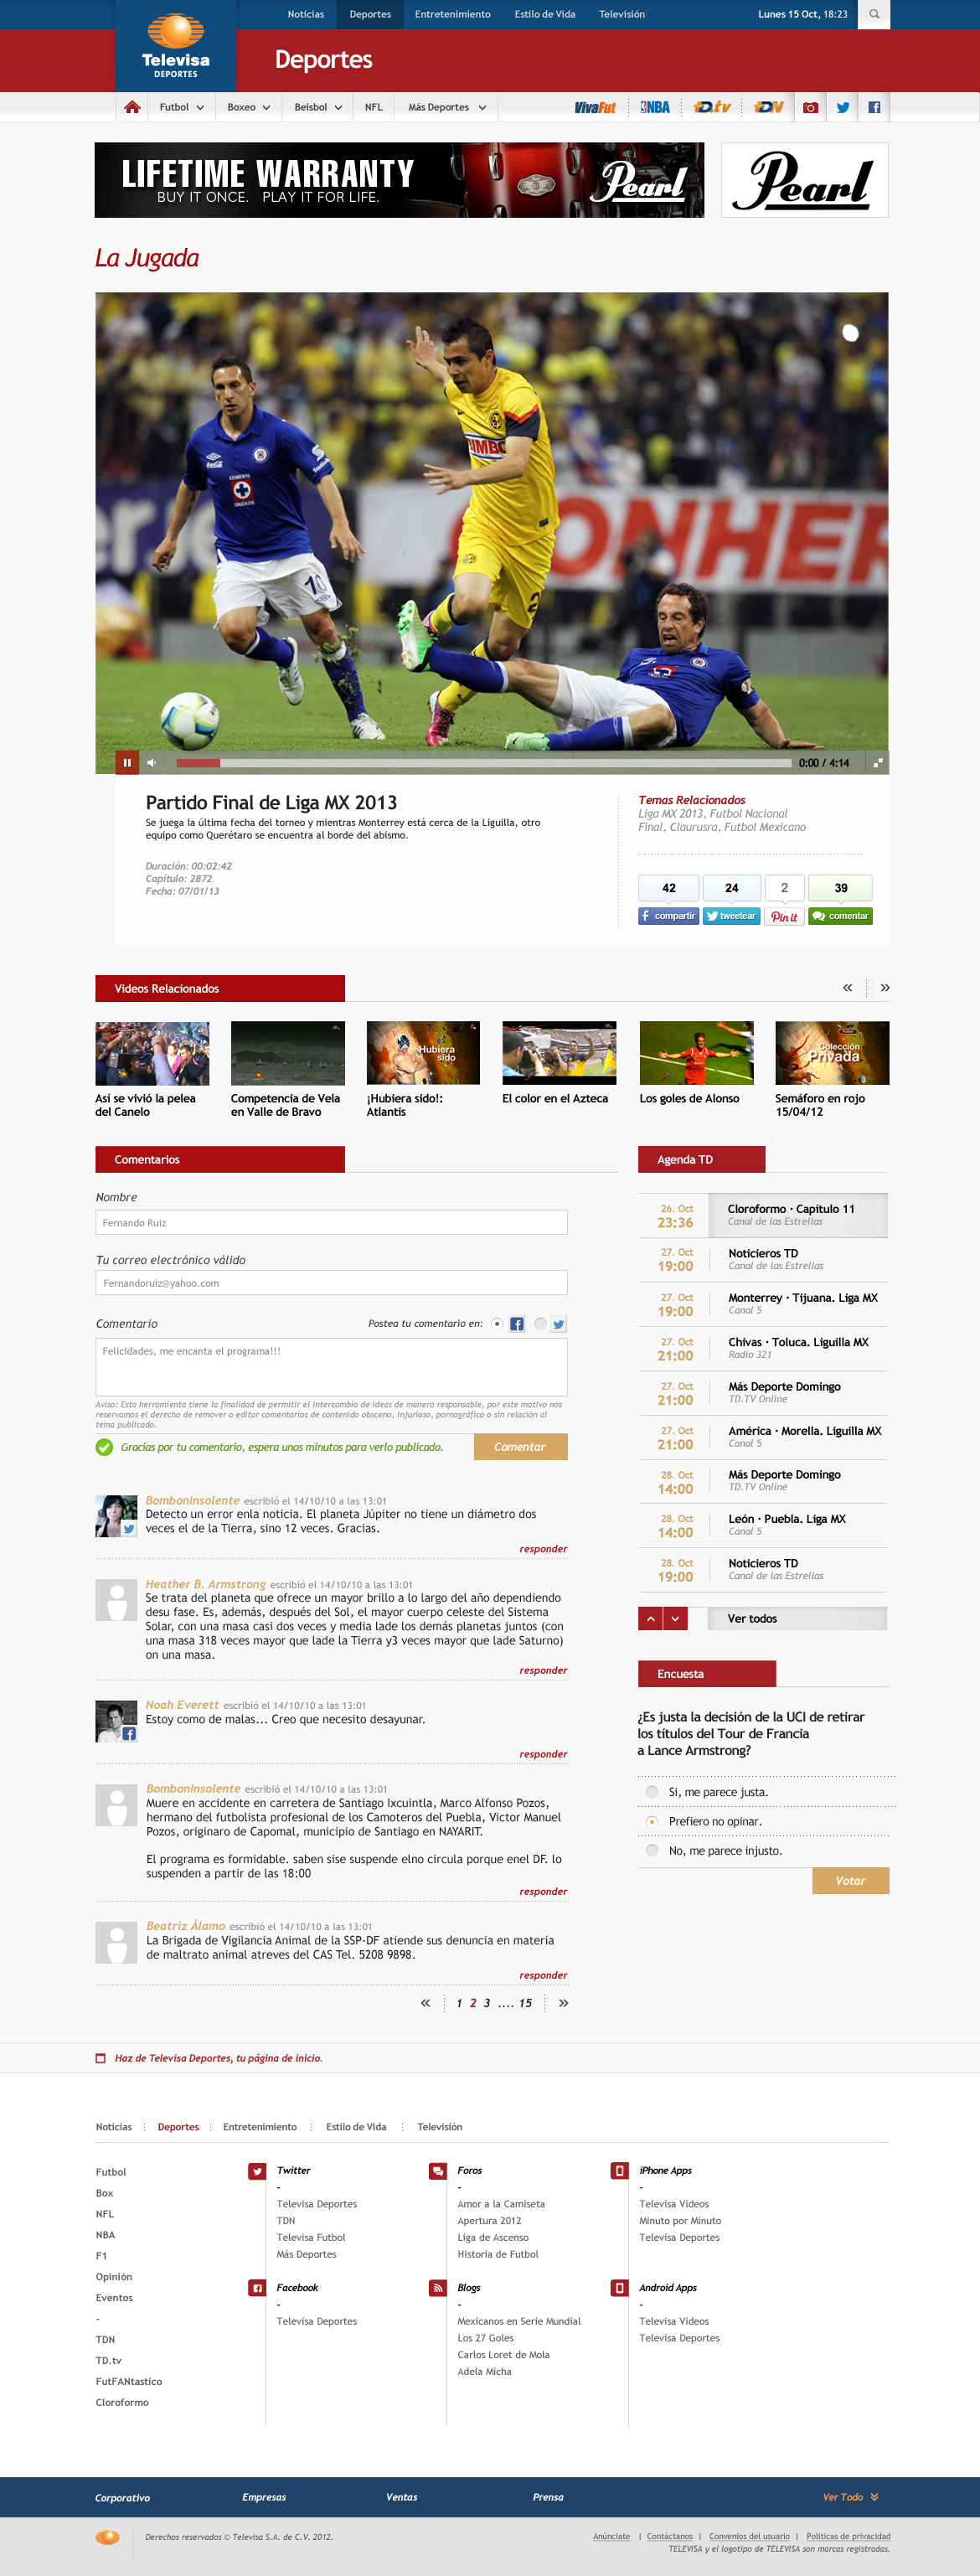 Noticias Deportes Entretenimiento Estilo de Vida Televisión
Lunes 15 Oct, 18:23
Televisa
DEPORTES
Deportes
Futbol Boxeo Beisbol NFL Más Deportes
VivaFut NBA TD.tv TDN
LIFETIME WARRANTY
BUY IT ONCE. PLAY IT FOR LIFE.
Pearl
Pearl
La Jugada
BIMBO
CEMENTO
CRUZ AZUL
Scotiabank
10
2
0:00 / 4:14
Partido Final de Liga MX 2013
Se juega la última fecha del torneo y mientras Monterrey está cerca de la Liguilla, otro
equipo como Querétaro se encuentra al borde del abismo.
Duración: 00:02:42
Capítulo: 2872
Fecha: 07/01/13
Temas Relacionados
Liga MX 2013, Futbol Nacional
Final, Claurusra, Futbol Mexicano
42 24 2 39
compartir tweetear Pin it comentar
Videos Relacionados
« »
Hubiera
sido
Colección
Privada
Así se vivió la pelea
del Canelo
Competencia de Vela
en Valle de Bravo
¡Hubiera sido!:
Atlantis
El color en el Azteca
Los goles de Alonso
Semáforo en rojo
15/04/12
Comentarios
Nombre
Fernando Ruíz
Tu correo electrónico válido
Fernandoruiz@yahoo.com
Comentario
Postea tu comentario en:
Felicidades, me encanta el programa!!!
Aviso: Esta herramienta tiene la finalidad de permitir el intercambio de ideas de manera responsable, por este motivo nos
reservamos el derecho de remover o editar comentarios de contenido obsceno, injurioso, pornográfico o sin relación al
tema publicado.
Gracias por tu comentario, espera unos minutos para verlo publicado.
Comentar
BombonInsolente escribió el 14/10/10 a las 13:01
Detecto un error enla noticia. El planeta Júpiter no tiene un diámetro dos
veces el de la Tierra, sino 12 veces. Gracias.
responder
Heather B. Armstrong escribió el 14/10/10 a las 13:01
Se trata del planeta que ofrece un mayor brillo a lo largo del año dependiendo
desu fase. Es, además, después del Sol, el mayor cuerpo celeste del Sistema
Solar, con una masa casi dos veces y media lade los demás planetas juntos (con
una masa 318 veces mayor que lade la Tierra y3 veces mayor que lade Saturno)
on una masa.
responder
Noah Everett escribió el 14/10/10 a las 13:01
Estoy como de malas... Creo que necesito desayunar.
responder
BombonInsolente escribió el 14/10/10 a las 13:01
Muere en accidente en carretera de Santiago Ixcuintla, Marco Alfonso Pozos,
hermano del futbolista profesional de los Camoteros del Puebla, Victor Manuel
Pozos, originaro de Capomal, municipio de Santiago en NAYARIT.
El programa es formidable. saben sise suspende elno circula porque enel DF. lo
suspenden a partir de las 18:00
responder
Beatriz Álamo escribió el 14/10/10 a las 13:01
La Brigada de Vigilancia Animal de la SSP-DF atiende sus denuncia en materia
de maltrato animal atreves del CAS Tel. 5208 9898.
responder
« 1 2 3 .... 15 »
Agenda TD
26. Oct
23:36
Cloroformo · Capítulo 11
Canal de las Estrellas
27. Oct
19:00
Noticieros TD
Canal de las Estrellas
27. Oct
19:00
Monterrey · Tijuana. Liga MX
Canal 5
27. Oct
21:00
Chivas · Toluca. Liguilla MX
Radio 321
27. Oct
21:00
Más Deporte Domingo
TD.TV Online
27. Oct
21:00
América · Morella. Liguilla MX
Canal 5
28. Oct
14:00
Más Deporte Domingo
TD.TV Online
28. Oct
14:00
León · Puebla. Liga MX
Canal 5
28. Oct
19:00
Noticieros TD
Canal de las Estrellas
Ver todos
Encuesta
¿Es justa la decisión de la UCI de retirar
los títulos del Tour de Francia
a Lance Armstrong?
Si, me parece justa.
Prefiero no opinar.
No, me parece injusto.
Votar
Haz de Televisa Deportes, tu página de inicio.
Noticias Deportes Entretenimiento Estilo de Vida Televisión
Futbol
Box
NFL
NBA
F1
Opinión
Eventos
-
TDN
TD.tv
FutFANtastico
Cloroformo
Twitter
-
Televisa Deportes
TDN
Televisa Futbol
Más Deportes
Facebook
-
Televisa Deportes
Foros
-
Amor a la Camiseta
Apertura 2012
Liga de Ascenso
Historia de Futbol
Blogs
-
Mexicanos en Serie Mundial
Los 27 Goles
Carlos Loret de Mola
Adela Micha
iPhone Apps
-
Televisa Videos
Minuto por Minuto
Televisa Deportes
Android Apps
-
Televisa Videos
Televisa Deportes
Corporativo Empresas Ventas Prensa Ver Todo
Derechos reservados © Televisa S.A. de C.V. 2012.
Anúnciate | Contáctanos | Convenios del usuario | Políticas de privacidad
TELEVISA y el logotipo de TELEVISA son marcas registradas.